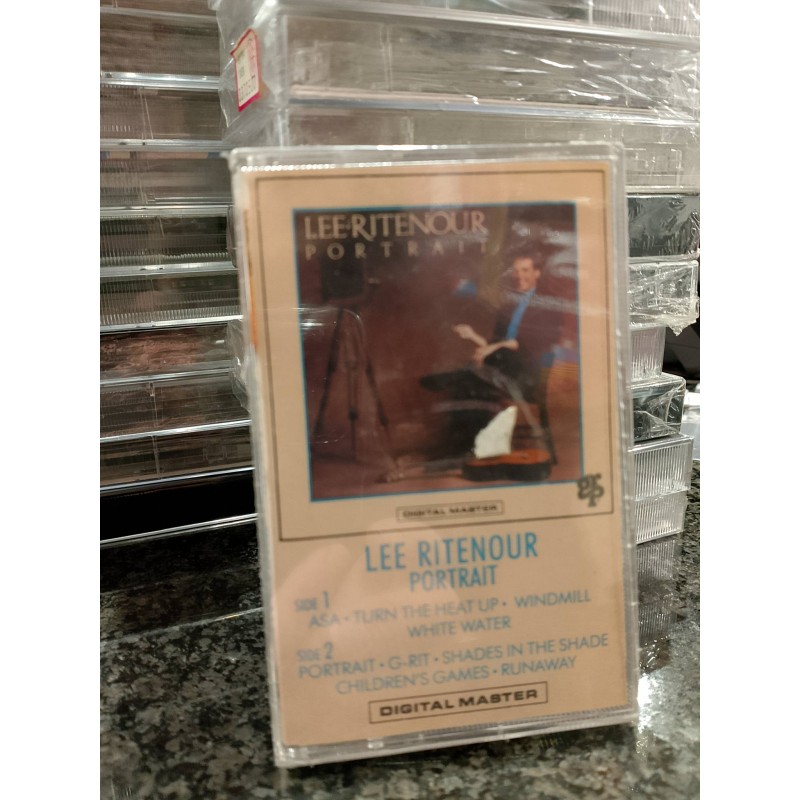 LEE RITENOUR
PORTRAIT
GRP
DIGITAL MASTER
LEE RITENOUR
PORTRAIT
SIDE 1
ASA • TURN THE HEAT UP • WINDMILL
WHITE WATER
SIDE 2
PORTRAIT • G-RIT • SHADES IN THE SHADE
CHILDREN'S GAMES • RUNAWAY
DIGITAL MASTER